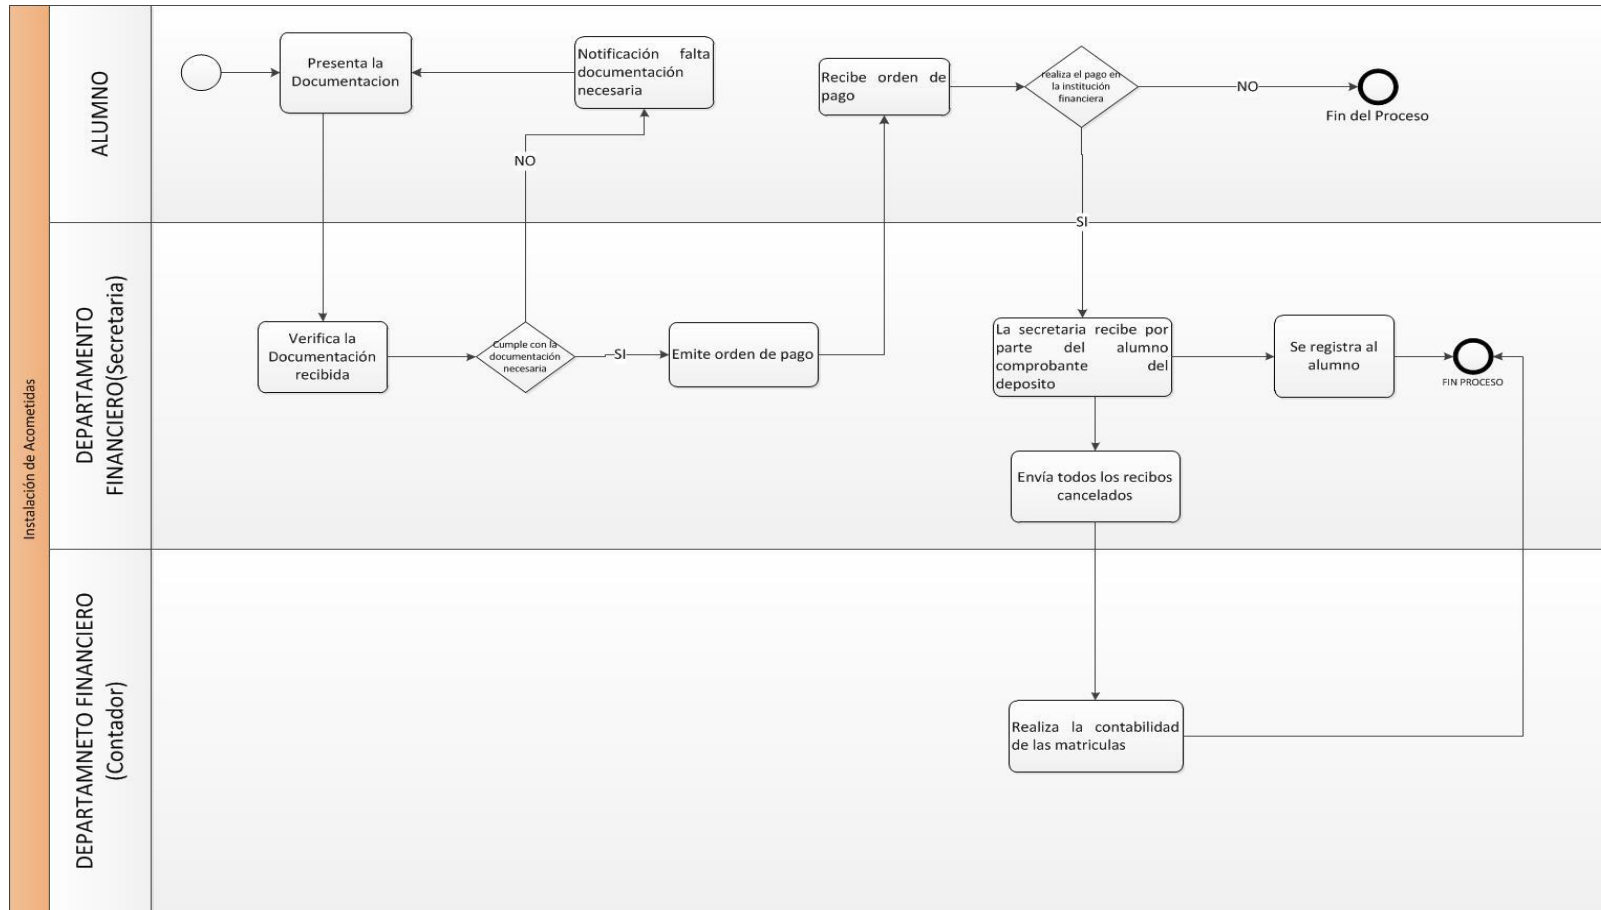 Instalación de Acometidas
ALUMNO
Presenta la
Documentacion
Notificación falta
documentación
necesaria
NO
Recibe orden de
pago
realiza el pago en
la institución
financiera
NO
Fin del Proceso
SI
DEPARTAMENTO
FINANCIERO(Secretaria)
Verifica la
Documentación
recibida
Cumple con la
documentación
necesaria
SI
Emite orden de pago
La secretaria recibe por
parte del alumno
comprobante del
deposito
Se registra al
alumno
FIN PROCESO
Envía todos los recibos
cancelados
DEPARTAMNETO FINANCIERO
(Contador)
Realiza la contabilidad
de las matriculas